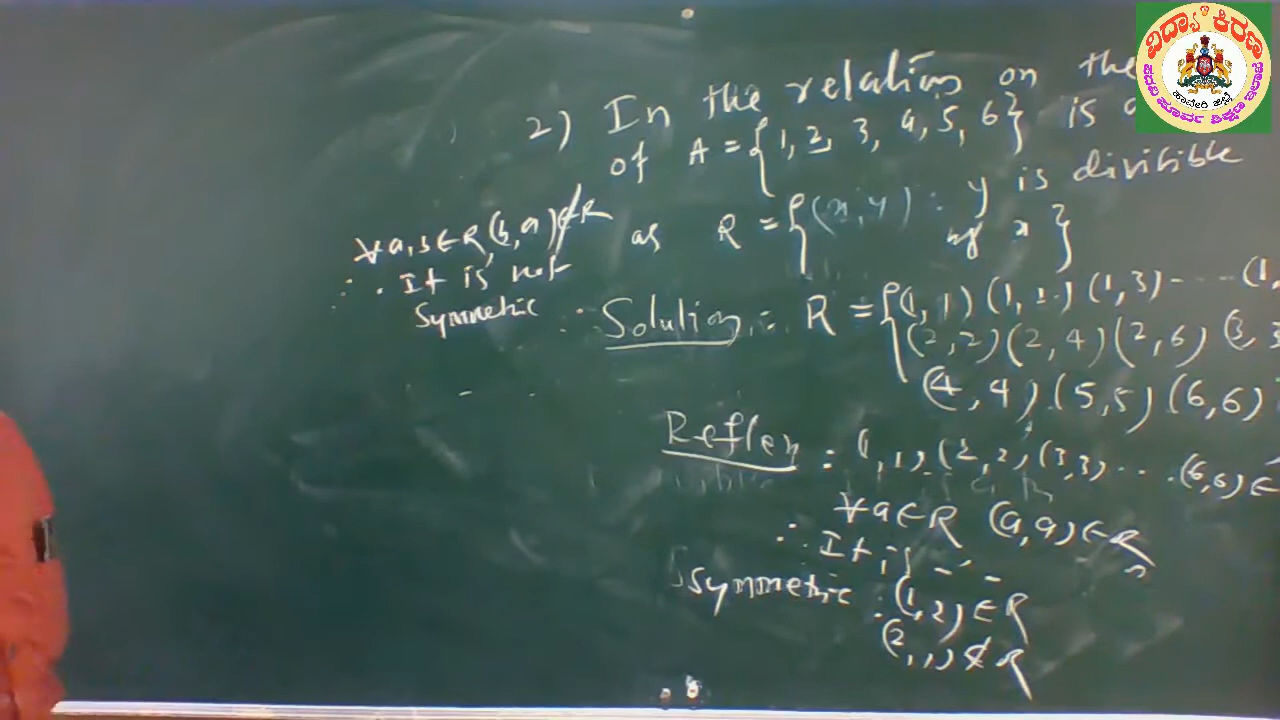 2) In the relation on the
of A = {1, 2, 3, 4, 5, 6} is
as R = {(x, y) : y is divisible
by x}
∀ a, b ∈ R (b, a) ∉ R
∴ It is not
Symmetric
Solution : R = {(1, 1) (1, 2) (1, 3) ---- (1,
(2, 2) (2, 4) (2, 6) (3, 3
(4, 4) (5, 5) (6, 6)
Reflex : (1, 1) (2, 2) (3, 3) ... (6, 6) ∈
∀ a ∈ R (a, a) ∈ R
∴ It is - - -
Symmetric : (1, 2) ∈ R
(2, 1) ∉ R
ವಿದ್ಯಾ ಕಿರಣ